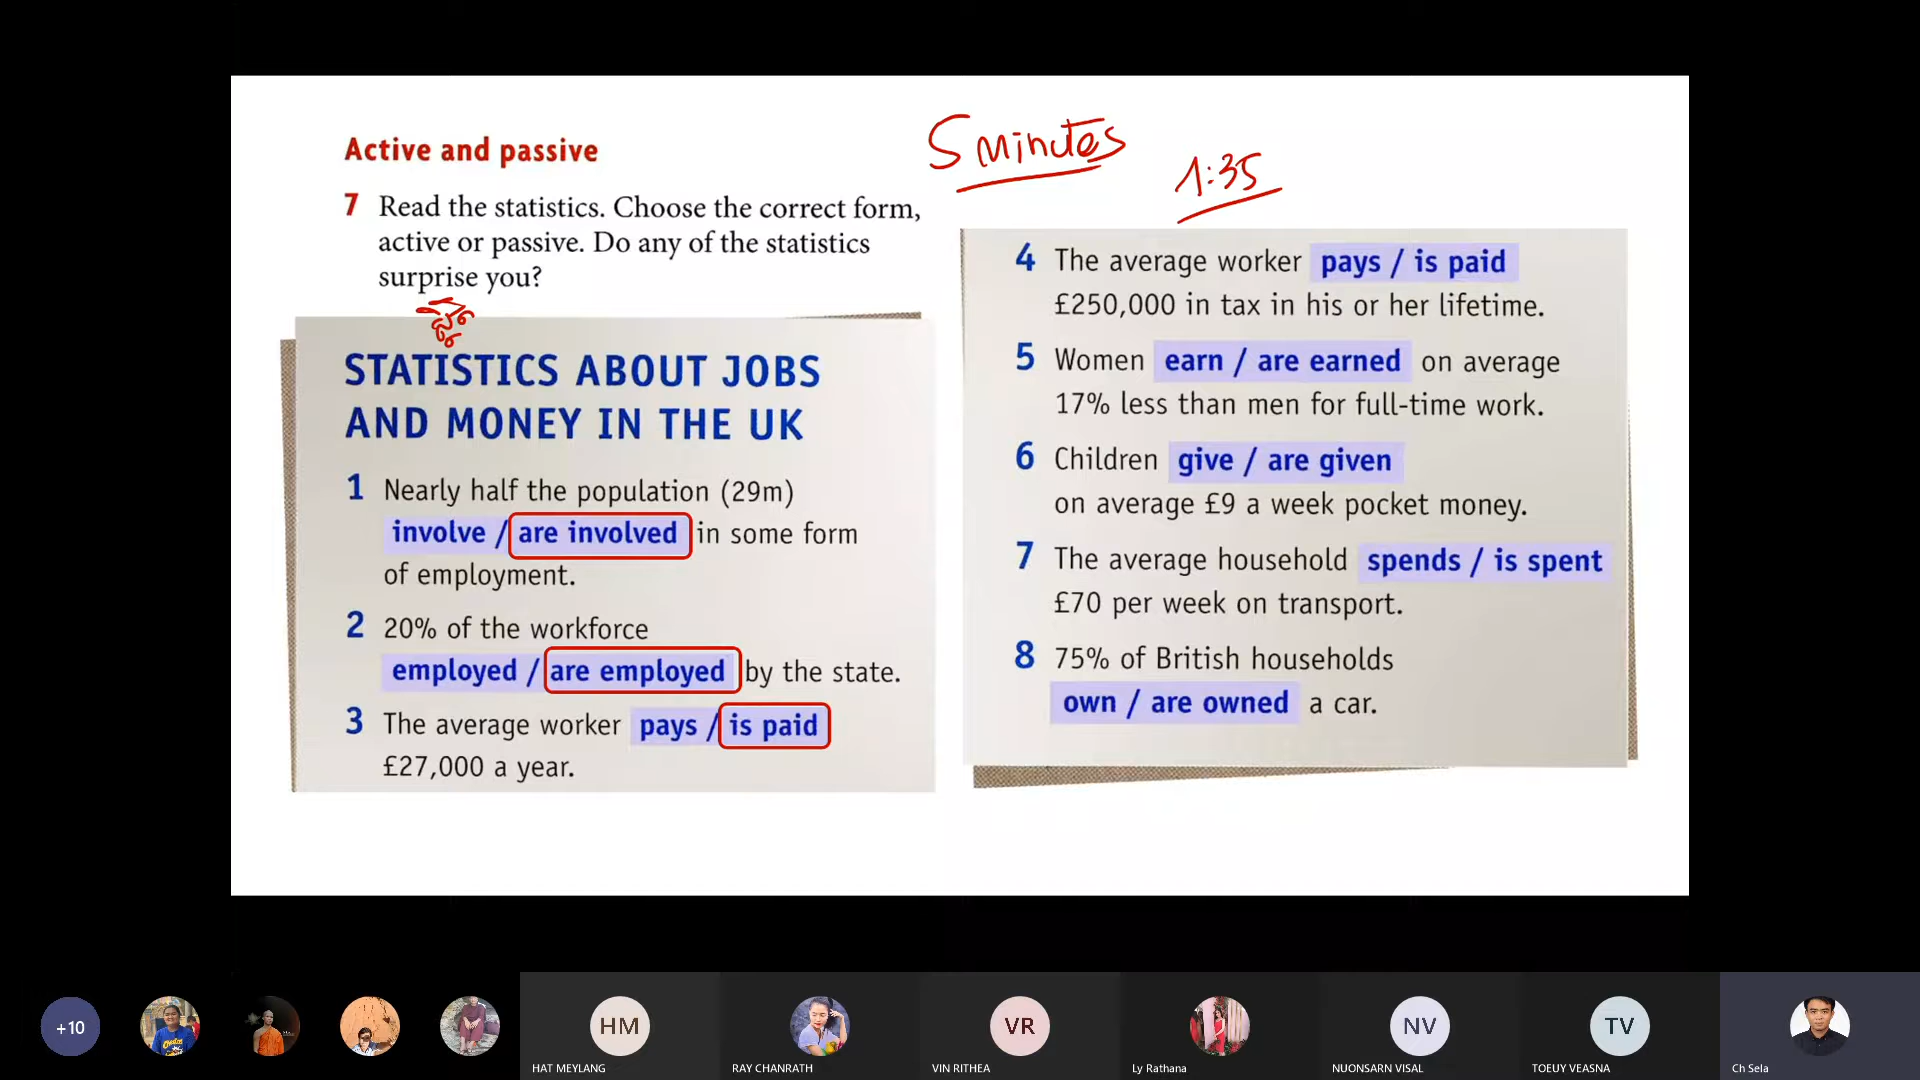 Active and passive
5 minutes
1:35
7 Read the statistics. Choose the correct form,
active or passive. Do any of the statistics
surprise you?
STATISTICS ABOUT JOBS
AND MONEY IN THE UK
1 Nearly half the population (29m)
involve / are involved in some form
of employment.
2 20% of the workforce
employed / are employed by the state.
3 The average worker pays / is paid
£27,000 a year.
4 The average worker pays / is paid
£250,000 in tax in his or her lifetime.
5 Women earn / are earned on average
17% less than men for full-time work.
6 Children give / are given
on average £9 a week pocket money.
7 The average household spends / is spent
£70 per week on transport.
8 75% of British households
own / are owned a car.
+10
HM
VR
NV
TV
HAT MEYLANG
RAY CHANRATH
VIN RITHEA
Ly Rathana
NUONSARN VISAL
TOEUY VEASNA
Ch Sela